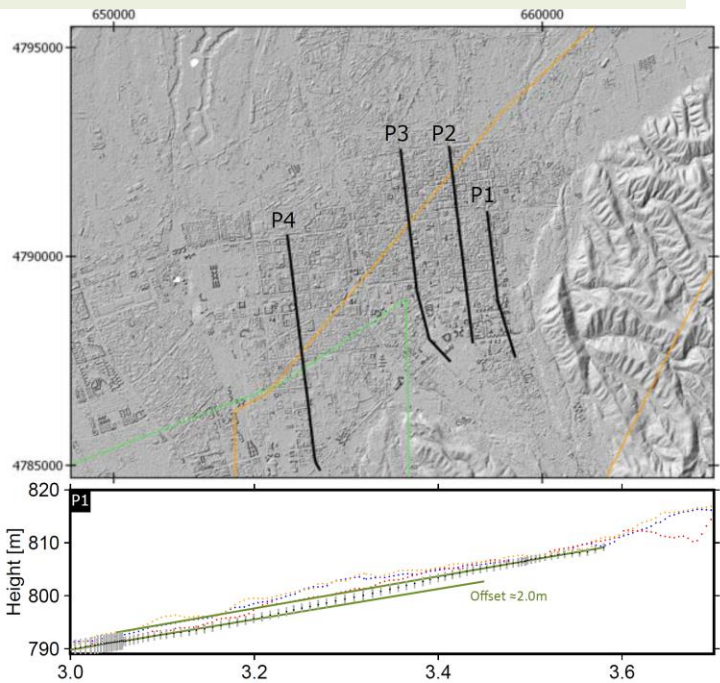 650000 660000
4795000
P3 P2
P1
P4
4790000
4785000
820
P1
810
Height [m]
800
Offset ≈2.0m
790
3.0 3.2 3.4 3.6